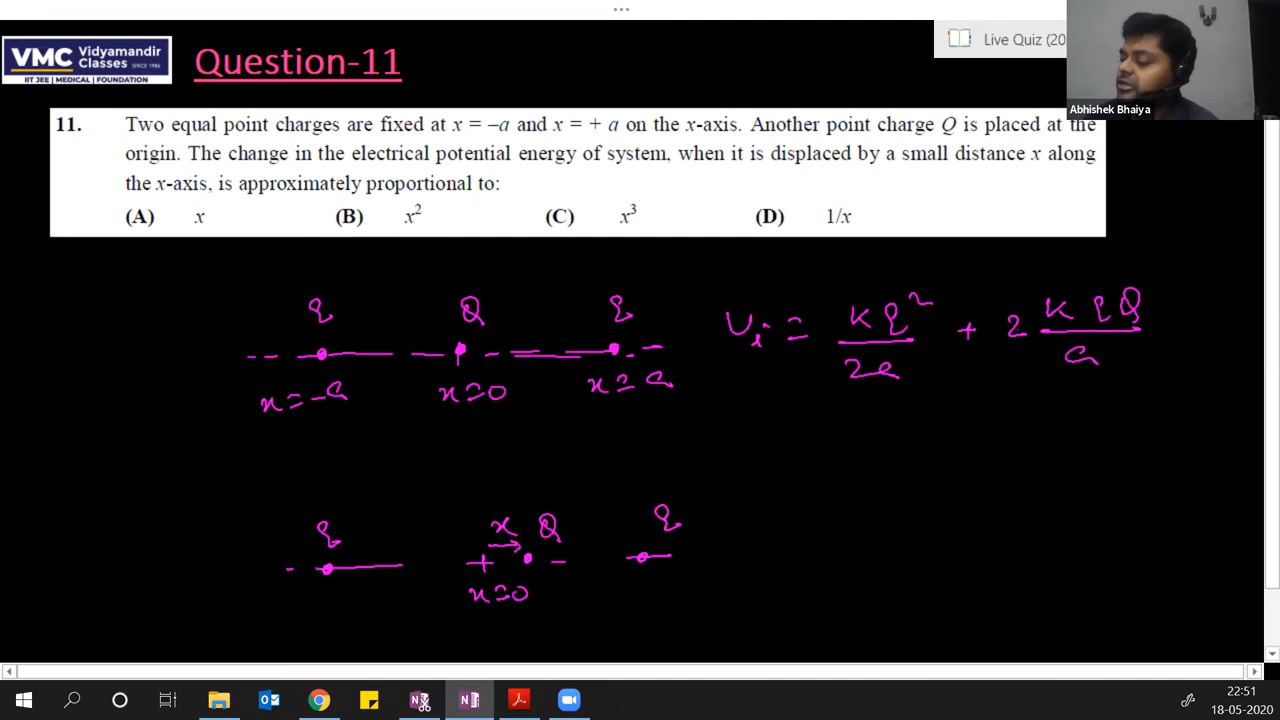 ...
Live Quiz (20
VMC Vidyamandir Classes SINCE 1986
IIT JEE | MEDICAL | FOUNDATION
Question-11
Abhishek Bhaiya
11. Two equal point charges are fixed at x = –a and x = + a on the x-axis. Another point charge Q is placed at the
origin. The change in the electrical potential energy of system, when it is displaced by a small distance x along
the x-axis, is approximately proportional to:
(A) x (B) x² (C) x³ (D) 1/x
q Q q
x=-a x=0 x=a
Ui = Kq²/2a + 2 KqQ/a
q x Q q
x=0
22:51
18-05-2020